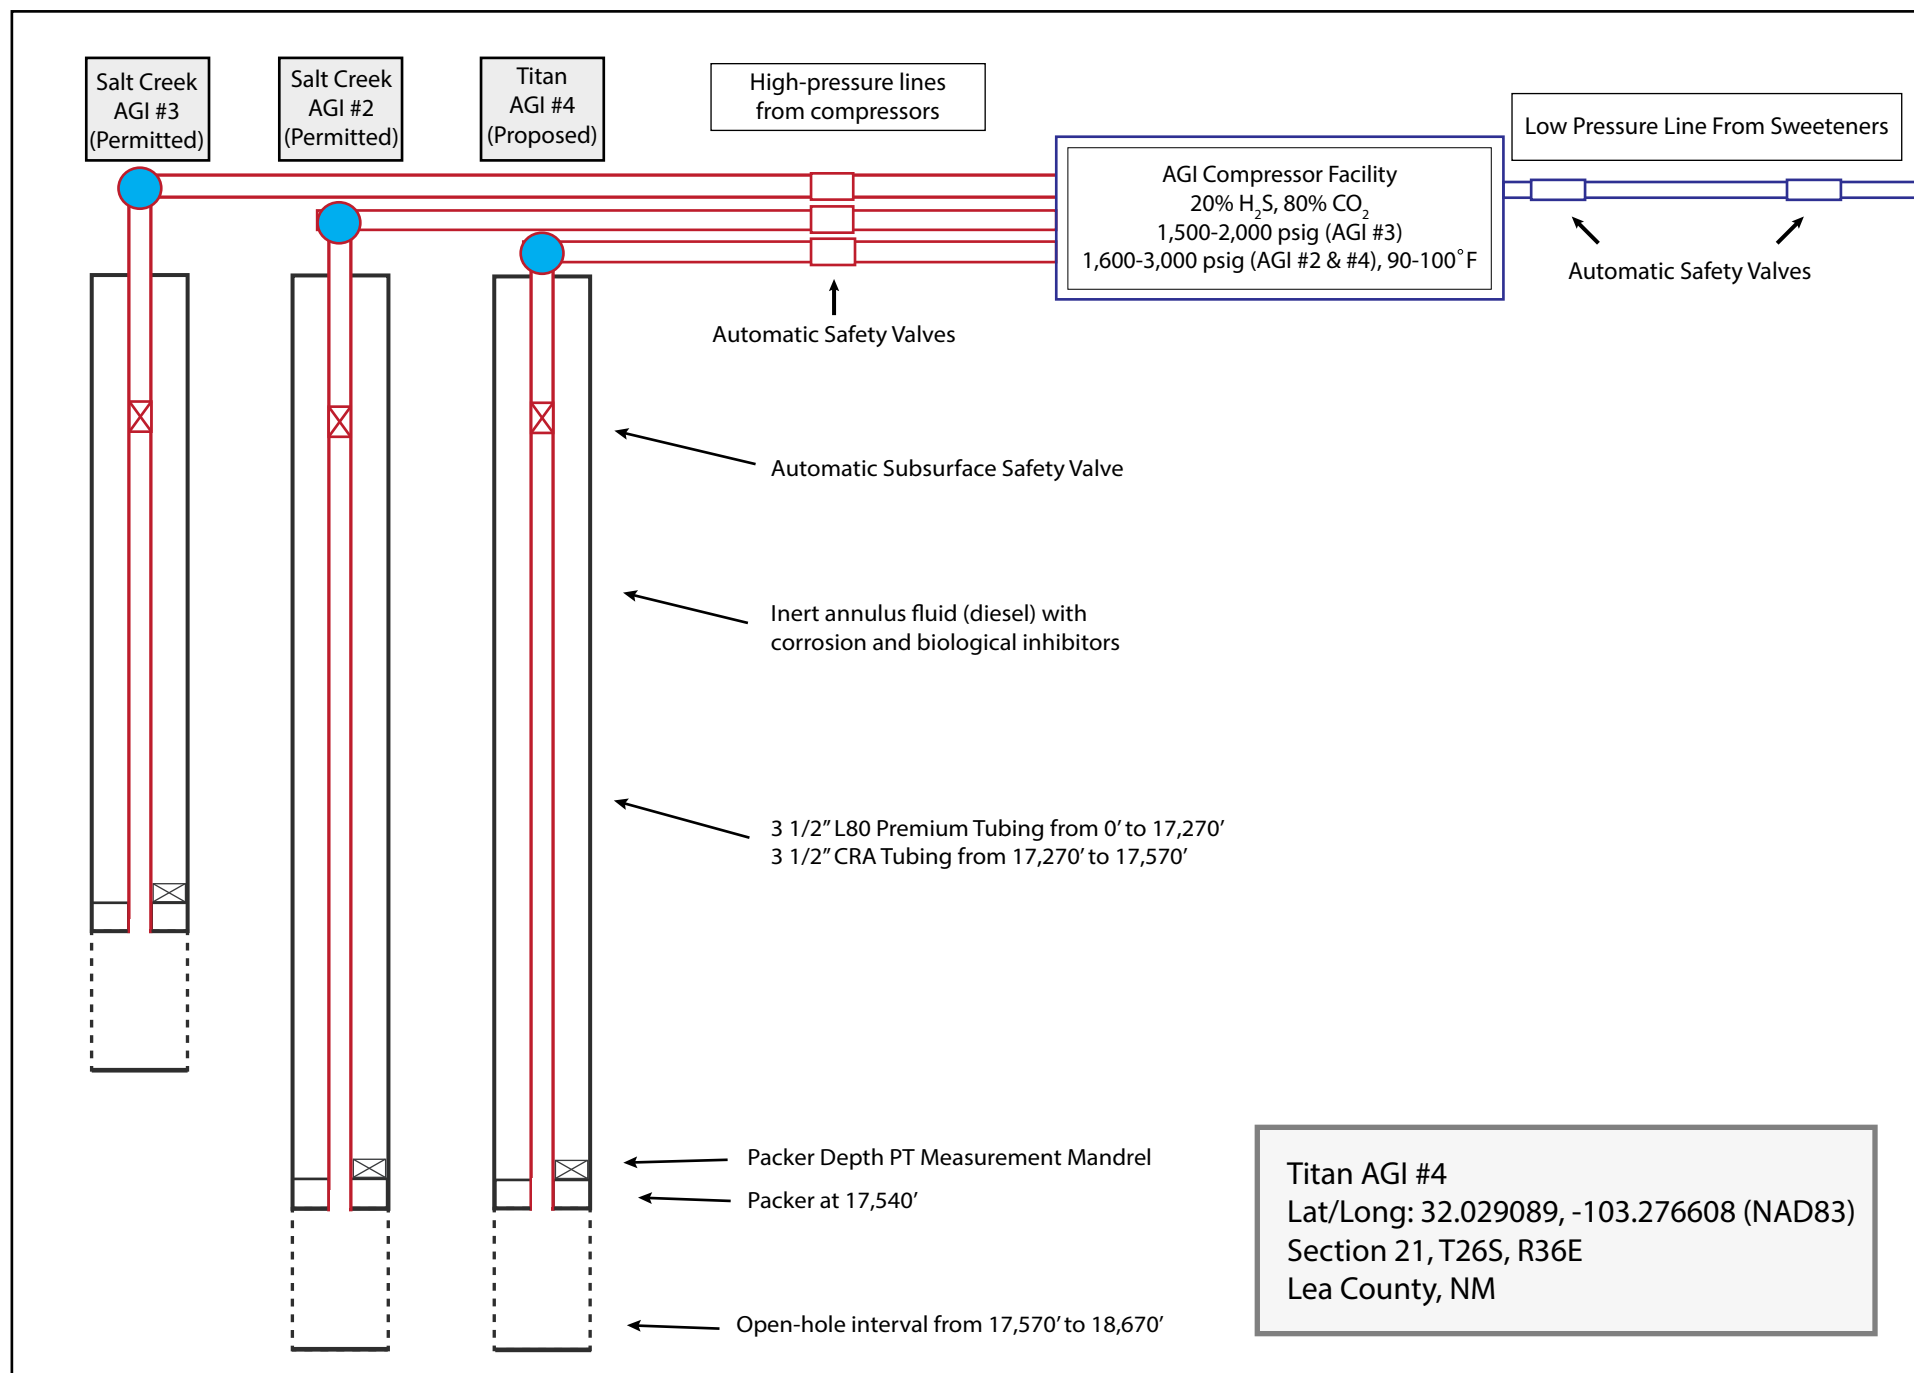 Salt Creek
AGI #3
(Permitted)
Salt Creek
AGI #2
(Permitted)
Titan
AGI #4
(Proposed)
High-pressure lines
from compressors
Low Pressure Line From Sweeteners
AGI Compressor Facility
20% H₂S, 80% CO₂
1,500-2,000 psig (AGI #3)
1,600-3,000 psig (AGI #2 & #4), 90-100˚F
Automatic Safety Valves
Automatic Safety Valves
Automatic Subsurface Safety Valve
Inert annulus fluid (diesel) with
corrosion and biological inhibitors
3 1/2” L80 Premium Tubing from 0’ to 17,270’
3 1/2” CRA Tubing from 17,270’ to 17,570’
Packer Depth PT Measurement Mandrel
Packer at 17,540’
Open-hole interval from 17,570’ to 18,670’
Titan AGI #4
Lat/Long: 32.029089, -103.276608 (NAD83)
Section 21, T26S, R36E
Lea County, NM